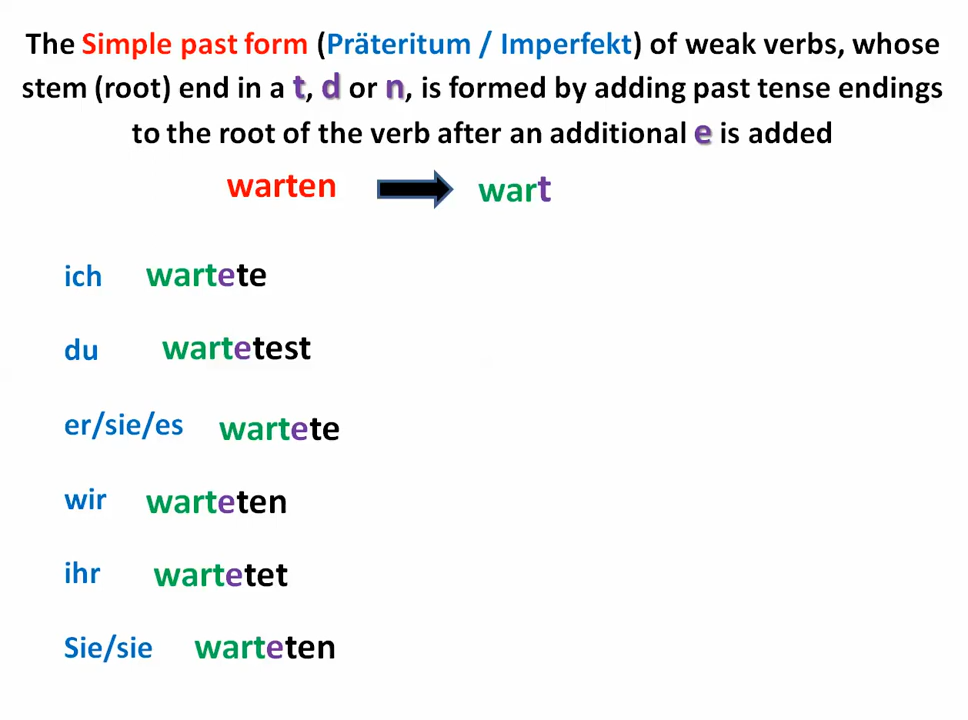 The Simple past form (Präteritum / Imperfekt) of weak verbs, whose
stem (root) end in a t, d or n, is formed by adding past tense endings
to the root of the verb after an additional e is added
warten wart
ich wartete
du wartetest
er/sie/es wartete
wir warteten
ihr wartetet
Sie/sie warteten